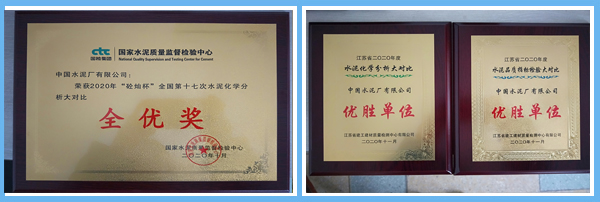 ctc
国检集团
国家水泥质量监督检验中心
National Quality Supervision and Testing Center for Cement
中国水泥厂有限公司:
荣获2020年“轻灿杯”全国第十七次水泥化学分
析大对比
全优奖
国家水泥质量监督检验中心
二〇二〇年十月
江苏省二〇二〇年度
水泥化学分析大对比
中国水泥厂有限公司
优胜单位
江苏省建工建材质量检测中心有限公司
二〇二〇年十一月
江苏省二〇二〇年度
水泥品质指标检验大对比
中国水泥厂有限公司
优胜单位
江苏省建工建材质量检测中心有限公司
二〇二〇年十一月